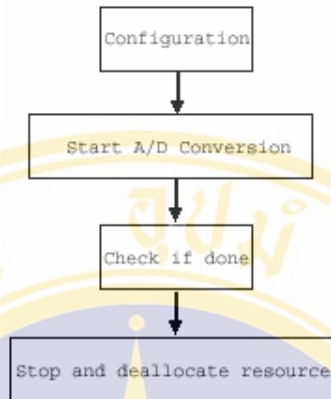 Configuration
Start A/D Conversion
Check if done
Stop and deallocate resource